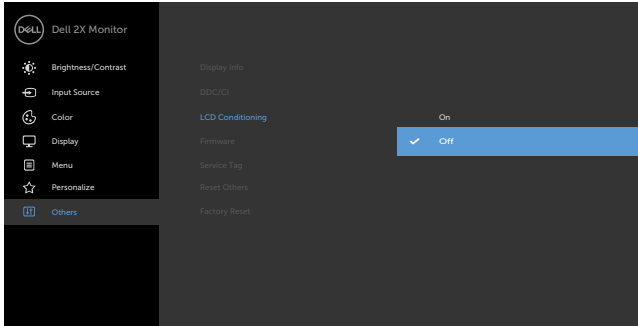 DELL Dell 2X Monitor
Brightness/Contrast
Input Source
Color
Display
Menu
Personalize
Others
Display Info
DDC/CI
LCD Conditioning
Firmware
Service Tag
Reset Others
Factory Reset
On
Off